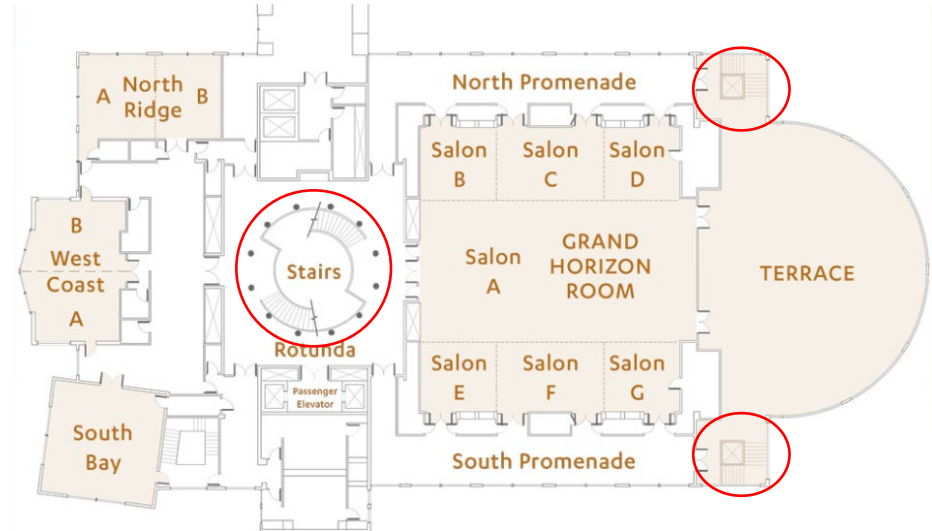 A North Ridge B
North Promenade
Salon B
Salon C
Salon D
B
West Coast
A
Stairs
Salon A
GRAND HORIZON ROOM
TERRACE
Rotunda
Passenger Elevator
Salon E
Salon F
Salon G
South Bay
South Promenade